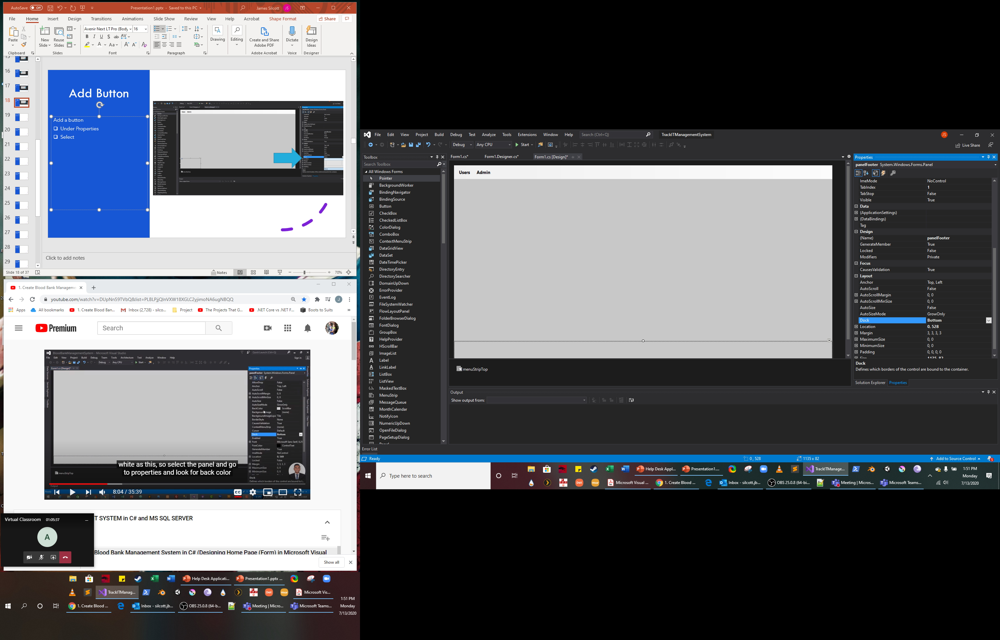 AutoSave Off Presentation1.pptx - Saved to this PC James Silcott JS
File Home Insert Design Transitions Animations Slide Show Review View Help Acrobat Shape Format Share
Avenir Next LT Pro (Body 16
Paste New Slide Reuse Slides Drawing Editing Create and Share Adobe PDF Dictate Design Ideas
Clipboard Slides Font Paragraph Adobe Acrobat Voice Designer
15
16
17
18
19
20
21
22
23
24
25
26
27
28
29
Add Button
Add a button
Under Properties
Select
Click to add notes
Slide 18 of 37 Notes 70%
1. Create Blood Bank Manageme
youtube.com/watch?v=DUpNn59TVbQ&list=PLBLPjjQlnVXW18XGLC2yjimoNA6ugNBQQ
Apps All bookmarks 1. Create Blood Ban... Inbox (2,728) - silco... Project The Projects That G... .NET Core vs .NET F... Boots to Suits »
Premium Search
BloodBankManagementSystem - Microsoft Visual Studio
white as this, so select the panel and go
to properties and look for back color
8:04 / 35:39
T SYSTEM in C# and MS SQL SERVER
Blood Bank Management System in C# (Designing Home Page (Form) in Microsoft Visual
Virtual Classroom 01:05:37
A
Show all
Help Desk Applicati... Presentation1.pptx ...
TrackITManag... Microsoft Vis...
1. Create Blood ... Inbox - silcott.jb... OBS 25.0.8 (64-b... Meeting | Micro... Microsoft Teams...
1:51 PM
Monday
7/13/2020
File Edit View Project Build Debug Test Analyze Tools Extensions Window Help Search (Ctrl+Q) TrackITManagementSystem JS
Debug Any CPU Start Live Share
Toolbox
Search Toolbox
All Windows Forms
Pointer
BackgroundWorker
BindingNavigator
BindingSource
Button
CheckBox
CheckedListBox
ColorDialog
ComboBox
ContextMenuStrip
DataGridView
DataSet
DateTimePicker
DirectoryEntry
DirectorySearcher
DomainUpDown
ErrorProvider
EventLog
FileSystemWatcher
FlowLayoutPanel
FolderBrowserDialog
FontDialog
GroupBox
HelpProvider
HScrollBar
ImageList
Label
LinkLabel
ListBox
ListView
MaskedTextBox
MenuStrip
MessageQueue
MonthCalendar
NotifyIcon
NumericUpDown
OpenFileDialog
PageSetupDialog
Panel
Form1.cs* Form1.Designer.cs* Form1.cs [Design]*
Users Admin
menuStripTop
Output
Show output from:
Properties
panelFooter System.Windows.Forms.Panel
ImeMode NoControl
TabIndex 1
TabStop False
Visible True
Data
(ApplicationSettings)
(DataBindings)
Tag
Design
(Name) panelFooter
GenerateMember True
Locked False
Modifiers Private
Focus
CausesValidation True
Layout
Anchor Top, Left
AutoScroll False
AutoScrollMargin 0, 0
AutoScrollMinSize 0, 0
AutoSize False
AutoSizeMode GrowOnly
Dock Bottom
Location 0, 528
Margin 3, 3, 3, 3
MaximumSize 0, 0
MinimumSize 0, 0
Padding 0, 0, 0, 0
Size 1135, 82
Dock
Defines which borders of the control are bound to the container.
Solution Explorer Properties
Error List
Ready 0 , 528 1135 x 82 Add to Source Control 5
Type here to search
Help Desk Appl... Presentation1.... TrackITManage...
Microsoft Visual ... 1. Create Blood ... Inbox - silcott.jb... OBS 25.0.8 (64-bi... Meeting | Micros... Microsoft Teams...
1:51 PM
Monday
7/13/2020